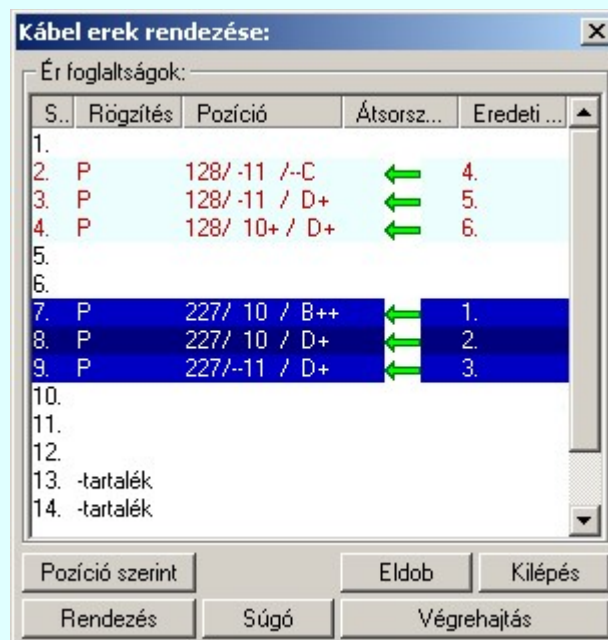 Kábel erek rendezése:
Ér foglaltságok:
S.. Rögzítés Pozíció Átsorsz... Eredeti ...
1.
2. P 128/ -11 /--C 4.
3. P 128/ -11 / D+ 5.
4. P 128/ 10+ / D+ 6.
5.
6.
7. P 227/ 10 / B++ 1.
8. P 227/ 10 / D+ 2.
9. P 227/--11 / D+ 3.
10.
11.
12.
13. -tartalék
14. -tartalék
Pozíció szerint Eldob Kilépés
Rendezés Súgó Végrehajtás